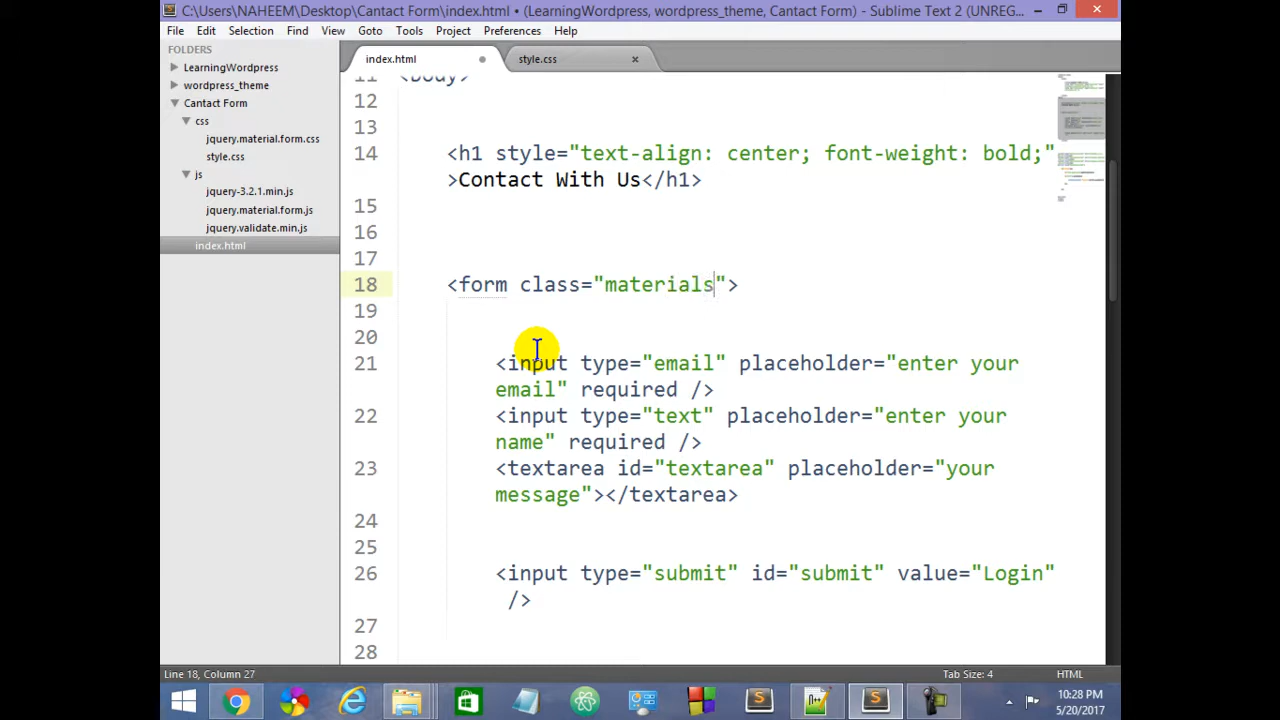 C:\Users\NAHEEM\Desktop\Cantact Form\index.html • (LearningWordpress, wordpress_theme, Cantact Form) - Sublime Text 2 (UNREG...
File Edit Selection Find View Goto Tools Project Preferences Help
FOLDERS
LearningWordpress
wordpress_theme
Cantact Form
css
jquery.material.form.css
style.css
js
jquery-3.2.1.min.js
jquery.material.form.js
jquery.validate.min.js
index.html
index.html style.css
11 <body>
12
13
14 <h1 style="text-align: center; font-weight: bold;"
>Contact With Us</h1>
15
16
17
18 <form class="materials">
19
20
21 <input type="email" placeholder="enter your
email" required />
22 <input type="text" placeholder="enter your
name" required />
23 <textarea id="textarea" placeholder="your
message"></textarea>
24
25
26 <input type="submit" id="submit" value="Login"
/>
27
28
Line 18, Column 27 Tab Size: 4 HTML
10:28 PM
5/20/2017